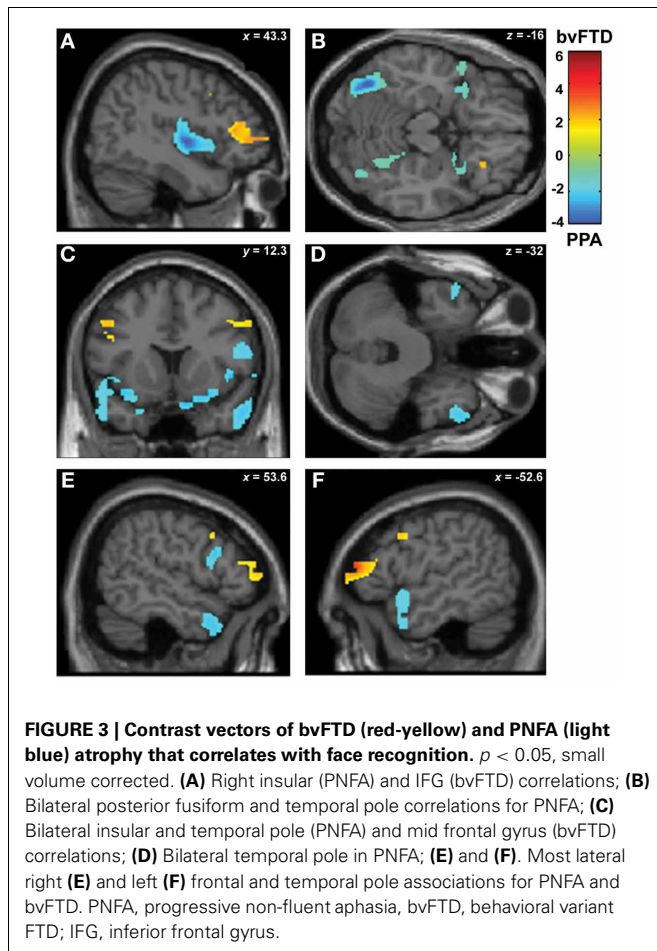 A
x = 43.3
B
z = -16
bvFTD
6
4
2
0
-2
-4
PPA
C
y = 12.3
D
z = -32
E
x = 53.6
F
x = -52.6
FIGURE 3 | Contrast vectors of bvFTD (red-yellow) and PNFA (light
blue) atrophy that correlates with face recognition. p < 0.05, small
volume corrected. (A) Right insular (PNFA) and IFG (bvFTD) correlations; (B)
Bilateral posterior fusiform and temporal pole correlations for PNFA; (C)
Bilateral insular and temporal pole (PNFA) and mid frontal gyrus (bvFTD)
correlations; (D) Bilateral temporal pole in PNFA; (E) and (F). Most lateral
right (E) and left (F) frontal and temporal pole associations for PNFA and
bvFTD. PNFA, progressive non-fluent aphasia, bvFTD, behavioral variant
FTD; IFG, inferior frontal gyrus.